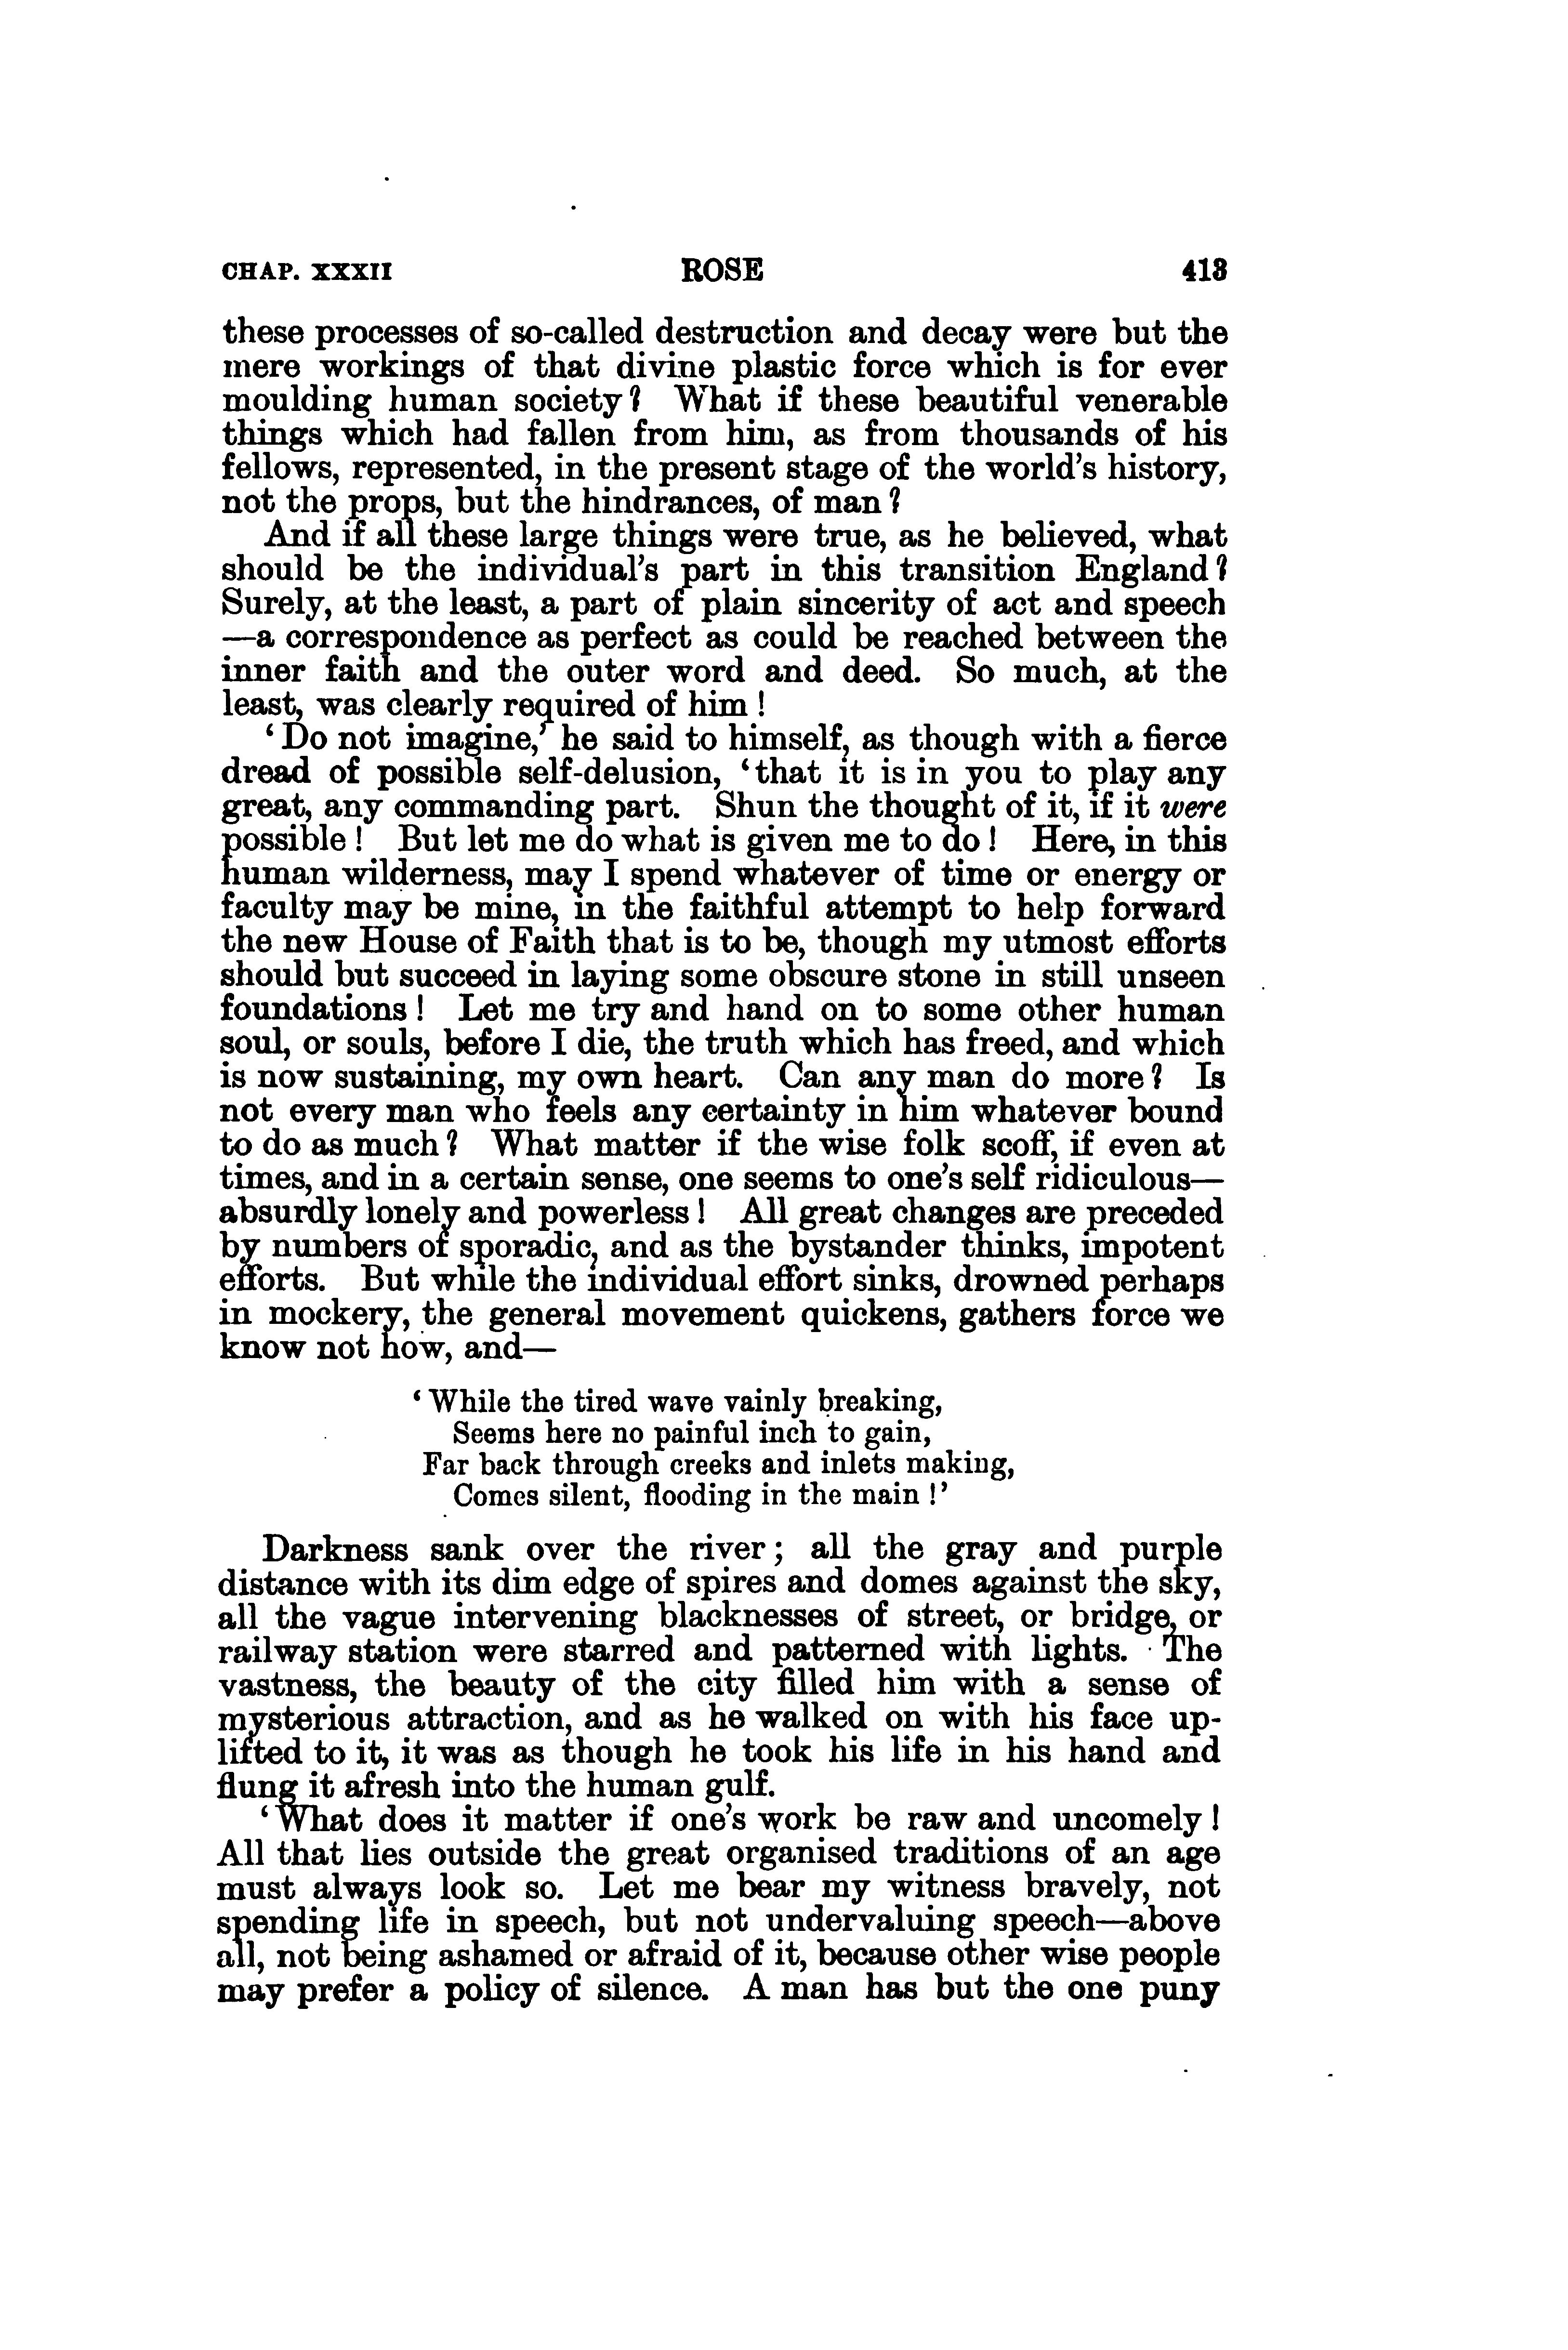 CHAP. XXXII ROSE 413
these processes of so-called destruction and decay were but the
mere workings of that divine plastic force which is for ever
moulding human society? What if these beautiful venerable
things which had fallen from him, as from thousands of his
fellows, represented, in the present stage of the world's history,
not the props, but the hindrances, of man?
And if all these large things were true, as he believed, what
should be the individual's part in this transition England?
Surely, at the least, a part of plain sincerity of act and speech
—a correspondence as perfect as could be reached between the
inner faith and the outer word and deed. So much, at the
least, was clearly required of him!
'Do not imagine,' he said to himself, as though with a fierce
dread of possible self-delusion, 'that it is in you to play any
great, any commanding part. Shun the thought of it, if it were
possible! But let me do what is given me to do! Here, in this
human wilderness, may I spend whatever of time or energy or
faculty may be mine, in the faithful attempt to help forward
the new House of Faith that is to be, though my utmost efforts
should but succeed in laying some obscure stone in still unseen
foundations! Let me try and hand on to some other human
soul, or souls, before I die, the truth which has freed, and which
is now sustaining, my own heart. Can any man do more? Is
not every man who feels any certainty in him whatever bound
to do as much? What matter if the wise folk scoff, if even at
times, and in a certain sense, one seems to one's self ridiculous—
absurdly lonely and powerless! All great changes are preceded
by numbers of sporadic, and as the bystander thinks, impotent
efforts. But while the individual effort sinks, drowned perhaps
in mockery, the general movement quickens, gathers force we
know not how, and—
'While the tired wave vainly breaking,
Seems here no painful inch to gain,
Far back through creeks and inlets making,
Comes silent, flooding in the main!'
Darkness sank over the river; all the gray and purple
distance with its dim edge of spires and domes against the sky,
all the vague intervening blacknesses of street, or bridge, or
railway station were starred and patterned with lights. The
vastness, the beauty of the city filled him with a sense of
mysterious attraction, and as he walked on with his face up-
lifted to it, it was as though he took his life in his hand and
flung it afresh into the human gulf.
'What does it matter if one's work be raw and uncomely!
All that lies outside the great organised traditions of an age
must always look so. Let me bear my witness bravely, not
spending life in speech, but not undervaluing speech—above
all, not being ashamed or afraid of it, because other wise people
may prefer a policy of silence. A man has but the one puny